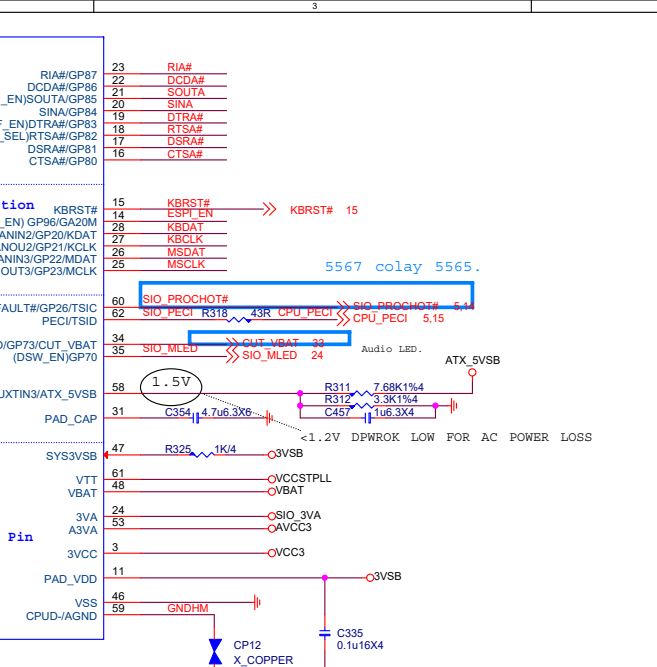 3
RIA#/GP87 23 RIA#
DCDA#/GP86 22 DCDA#
_EN)SOUTA/GP85 21 SOUTA
SINA/GP84 20 SINA
F_EN)DTRA#/GP83 19 DTRA#
_SEL)RTSA#/GP82 18 RTSA#
DSRA#/GP81 17 DSRA#
CTSA#/GP80 16 CTSA#
tion
KBRST# 15 KBRST# KBRST# 15
_EN) GP96/GA20M 14 ESPI_EN
ANIN2/GP20/KDAT 28 KBDAT
ANOU2/GP21/KCLK 27 KBCLK
ANIN3/GP22/MDAT 26 MSDAT
OUT3/GP23/MCLK 25 MSCLK
5567 colay 5565.
FAULT#/GP26/TSIC 60 SIO_PROCHOT# SIO_PROCHOT# 5,14
PECI/TSID 62 SIO_PECI R318 43R CPU_PECI CPU_PECI 5,15
D/GP73/CUT_VBAT 34 CUT_VBAT 33
(DSW_EN)GP70 35 SIO_MLED SIO_MLED 24
Audio LED.
ATX_5VSB
UXTIN3/ATX_5VSB 58 1.5V R311 7.68K1%4
R312 3.3K1%4
PAD_CAP 31 C354 4.7u6.3X6 C457 1u6.3X4
<1.2V DPWROK LOW FOR AC POWER LOSS
SYS3VSB 47 R325 1K/4 3VSB
VTT 61 VCCSTPLL
VBAT 48 VBAT
3VA 24 SIO_3VA
A3VA 53 AVCC3
Pin
3VCC 3 VCC3
PAD_VDD 11 3VSB
VSS 46
CPUD-/AGND 59 GNDHM
C335
0.1u16X4
CP12
X_COPPER